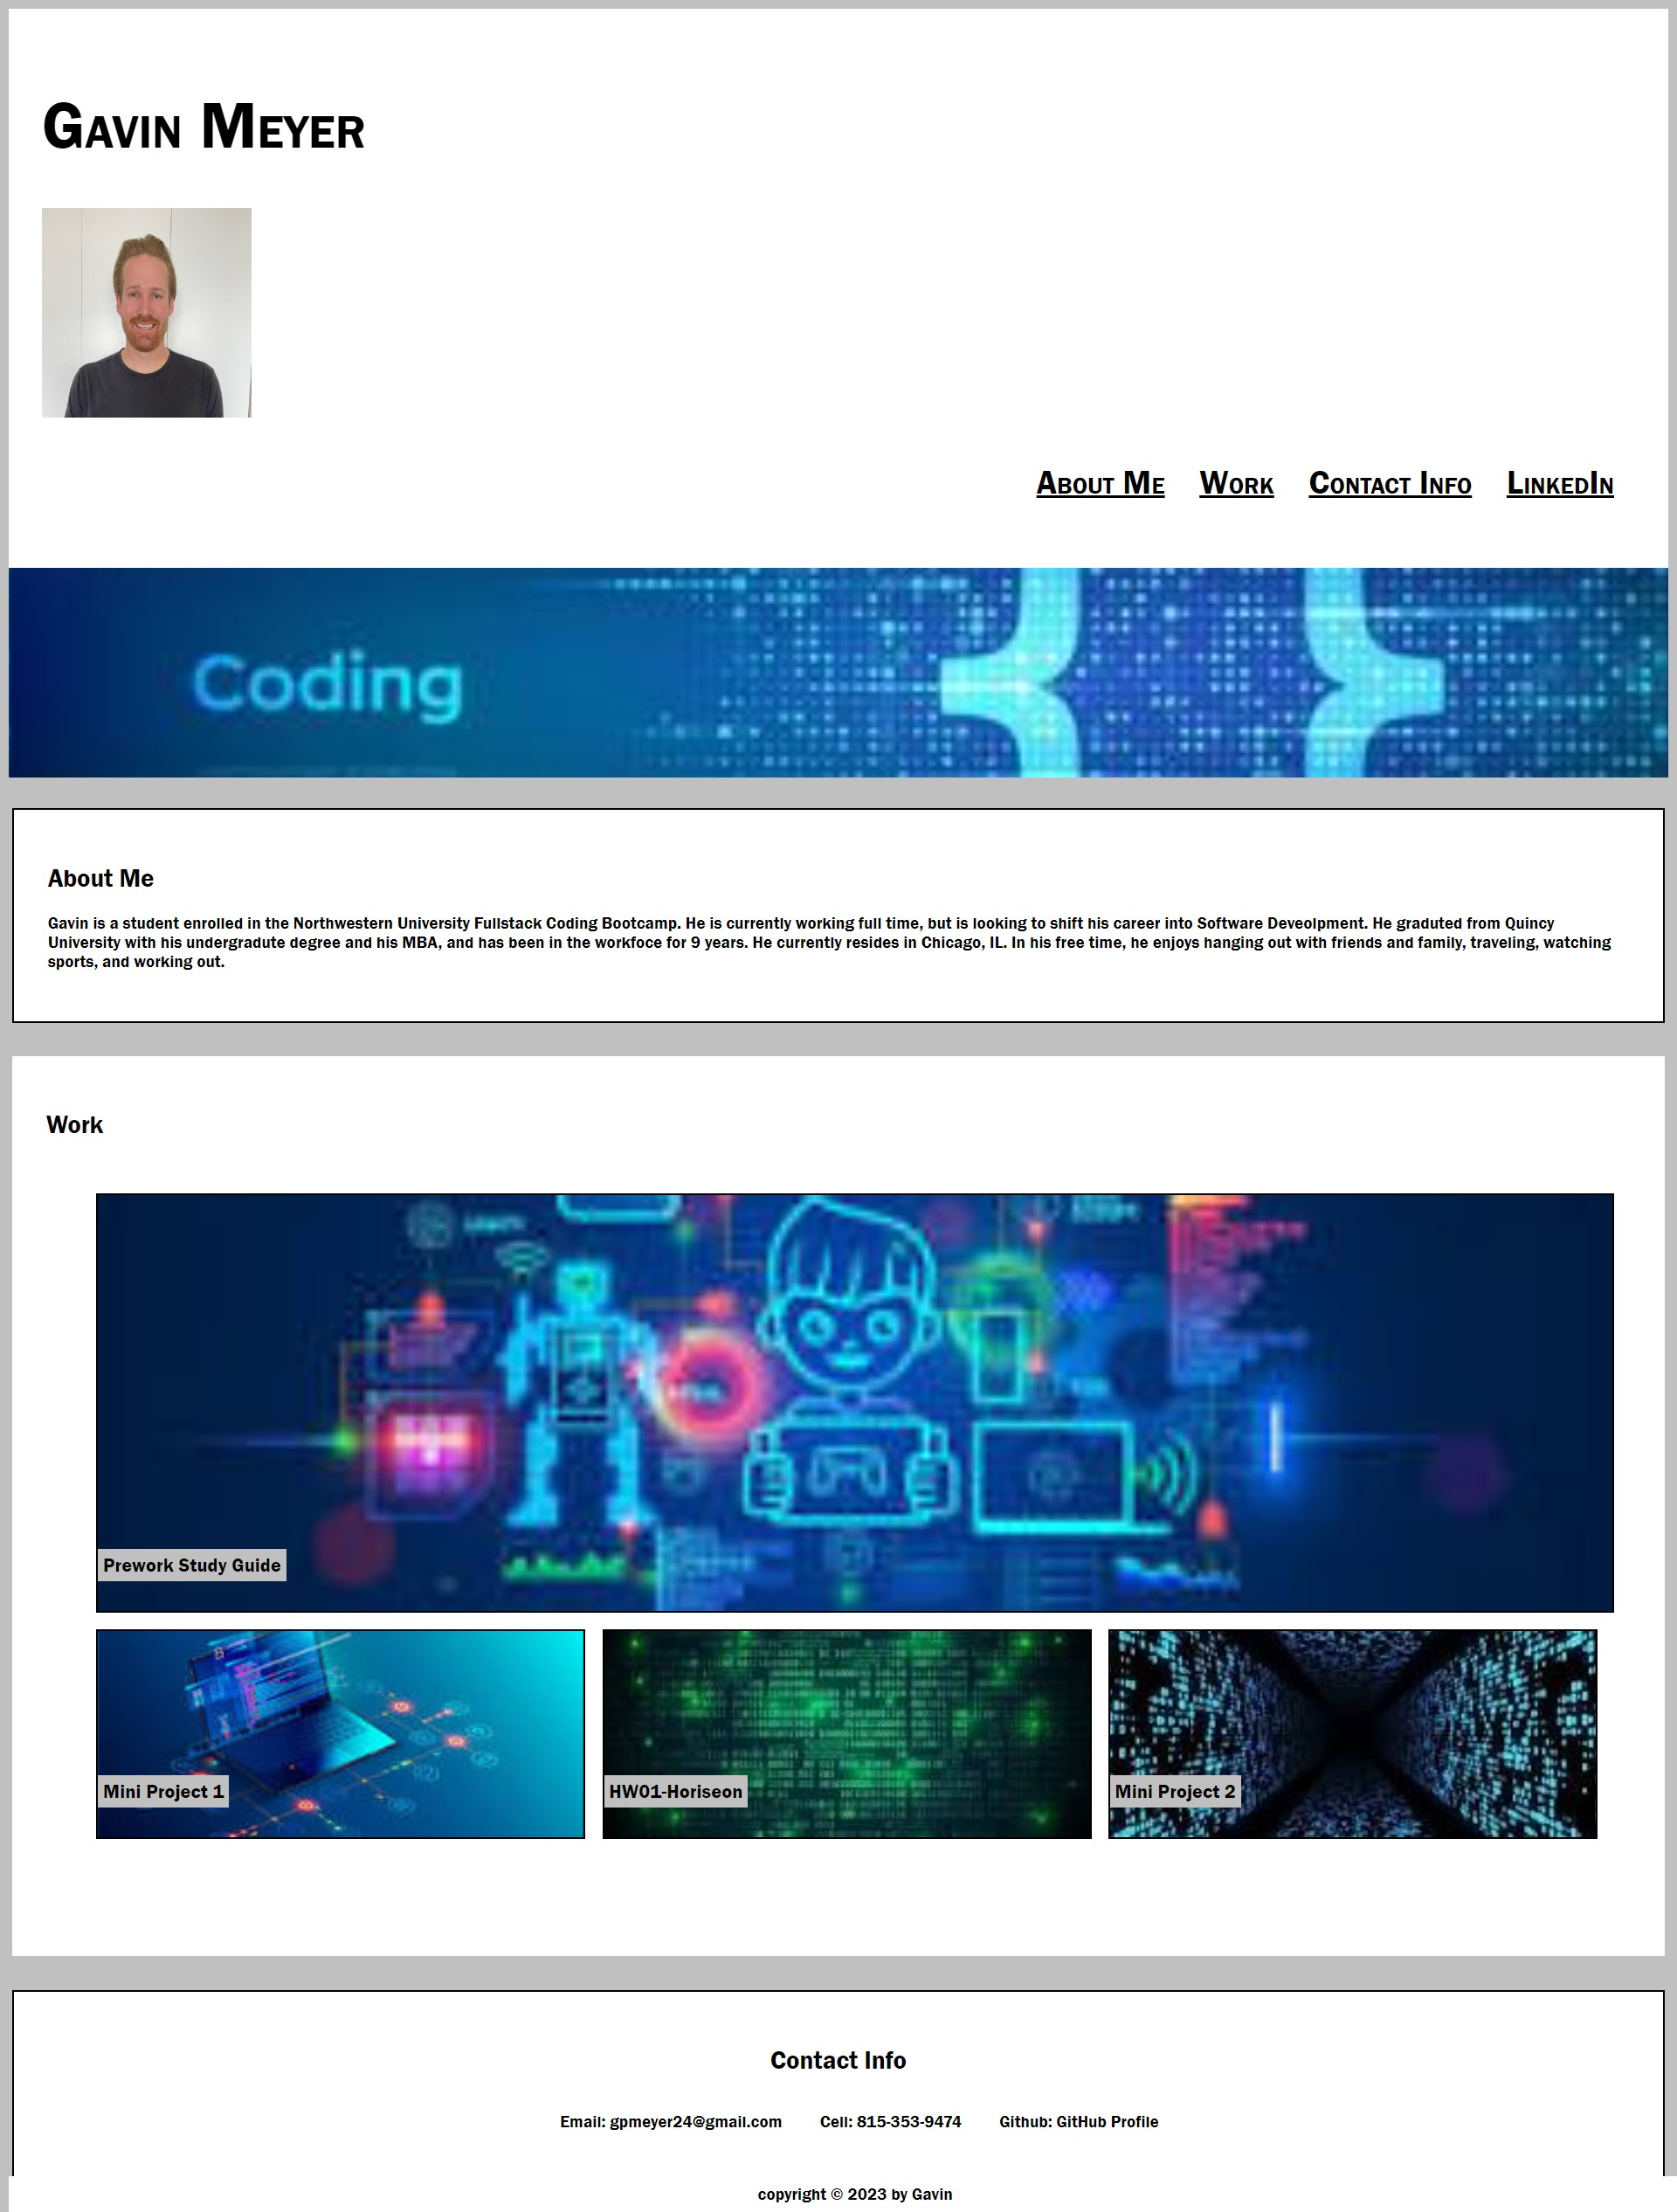 Gavin Meyer
About Me Work Contact Info LinkedIn
Coding
About Me
Gavin is a student enrolled in the Northwestern University Fullstack Coding Bootcamp. He is currently working full time, but is looking to shift his career into Software Deveolpment. He graduted from Quincy
University with his undergradute degree and his MBA, and has been in the workfoce for 9 years. He currently resides in Chicago, IL. In his free time, he enjoys hanging out with friends and family, traveling, watching
sports, and working out.
Work
Prework Study Guide
Mini Project 1
HW01-Horiseon
Mini Project 2
Contact Info
Email: gpmeyer24@gmail.com Cell: 815-353-9474 Github: GitHub Profile
copyright © 2023 by Gavin